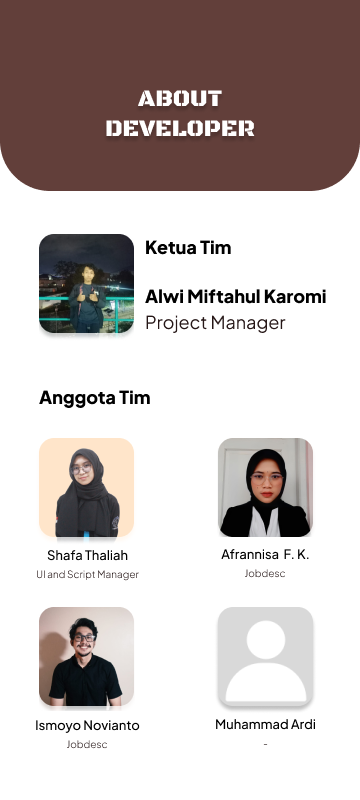 ABOUT
DEVELOPER
Ketua Tim
Alwi Miftahul Karomi
Project Manager
Anggota Tim
Shafa Thaliah
UI and Script Manager
Afrannisa F. K.
Jobdesc
Ismoyo Novianto
Jobdesc
Muhammad Ardi
-